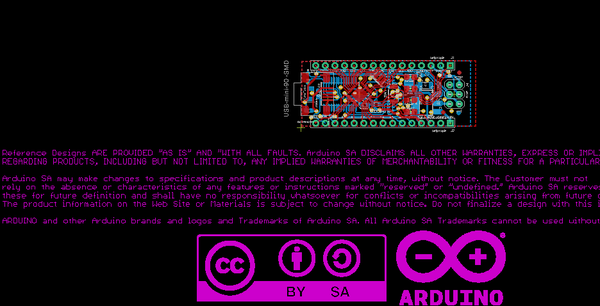 USB-mini-90-SMD
Reference Designs ARE PROVIDED "AS IS" AND "WITH ALL FAULTS. Arduino SA DISCLAIMS ALL OTHER WARRANTIES, EXPRESS OR IMPLI
REGARDING PRODUCTS, INCLUDING BUT NOT LIMITED TO, ANY IMPLIED WARRANTIES OF MERCHANTABILITY OR FITNESS FOR A PARTICULAR
Arduino SA may make changes to specifications and product descriptions at any time, without notice. The Customer must not
rely on the absence or characteristics of any features or instructions marked "reserved" or "undefined." Arduino SA reserves
these for future definition and shall have no responsibility whatsoever for conflicts or incompatibilities arising from future c
The product information on the Web Site or Materials is subject to change without notice. Do not finalize a design with this i
ARDUINO and other Arduino brands and logos and Trademarks of Arduino SA. All Arduino SA Trademarks cannot be used without
cc
BY SA
ARDUINO